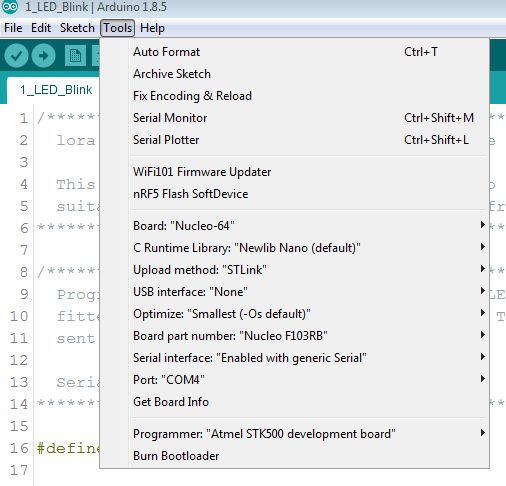 1_LED_Blink | Arduino 1.8.5
File Edit Sketch Tools Help
1_LED_Blink
Auto Format Ctrl+T
Archive Sketch
Fix Encoding & Reload
Serial Monitor Ctrl+Shift+M
Serial Plotter Ctrl+Shift+L
WiFi101 Firmware Updater
nRF5 Flash SoftDevice
Board: "Nucleo-64"
C Runtime Library: "Newlib Nano (default)"
Upload method: "STLink"
USB interface: "None"
Optimize: "Smallest (-Os default)"
Board part number: "Nucleo F103RB"
Serial interface: "Enabled with generic Serial"
Port: "COM4"
Get Board Info
Programmer: "Atmel STK500 development board"
Burn Bootloader
1 /*******
2 lora
3
4 This
5 suita
6 *******
7
8 /*******
9 Progr
10 fitte
11 sent
12
13 Seria
14 *******
15
16 #define
17